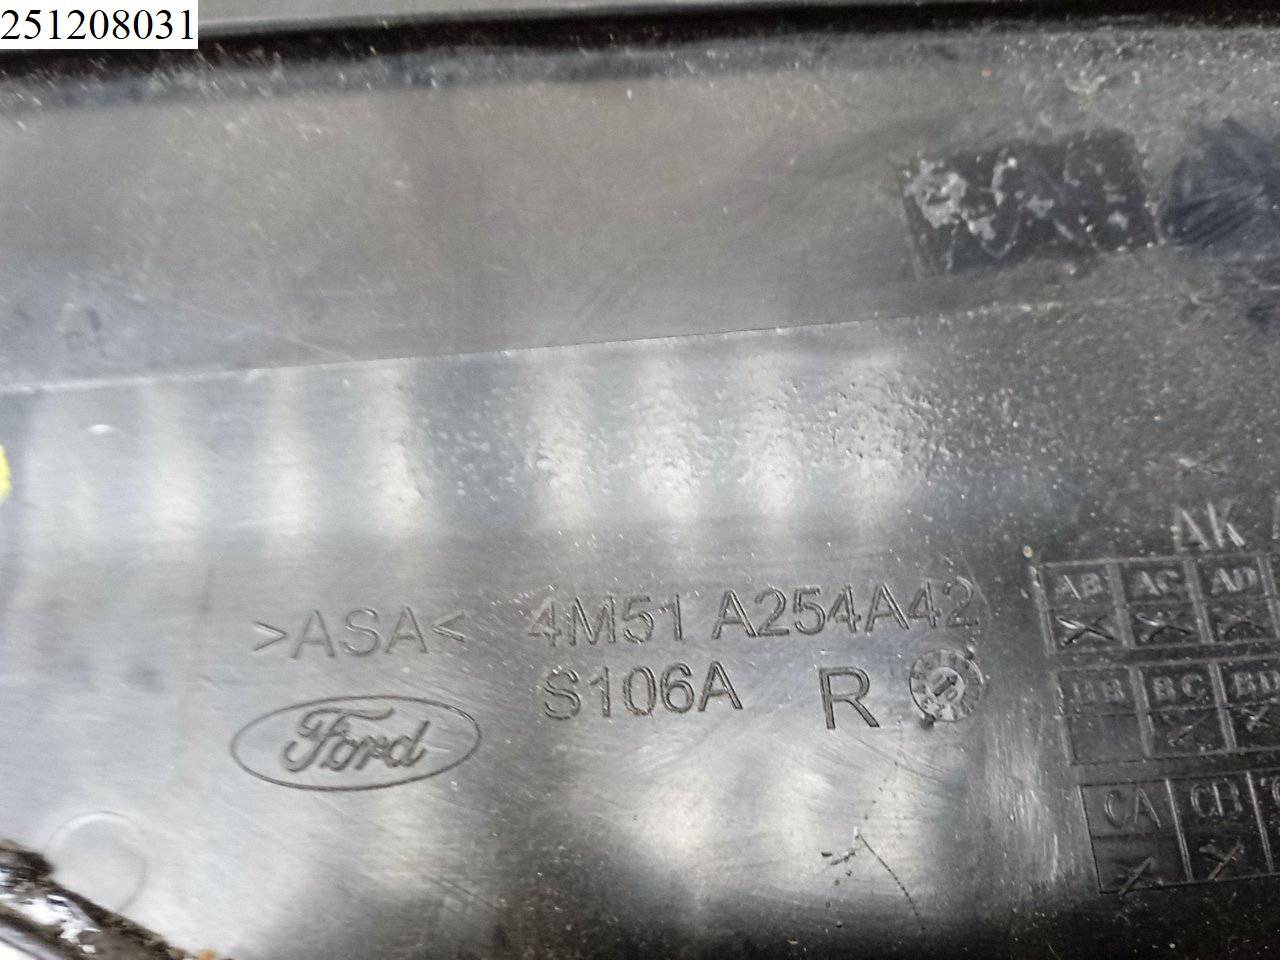 251208031
>ASA< 4M51 A254A42
S106A R
Ford
AK
AB AC AD
BB BC BD
CA CB